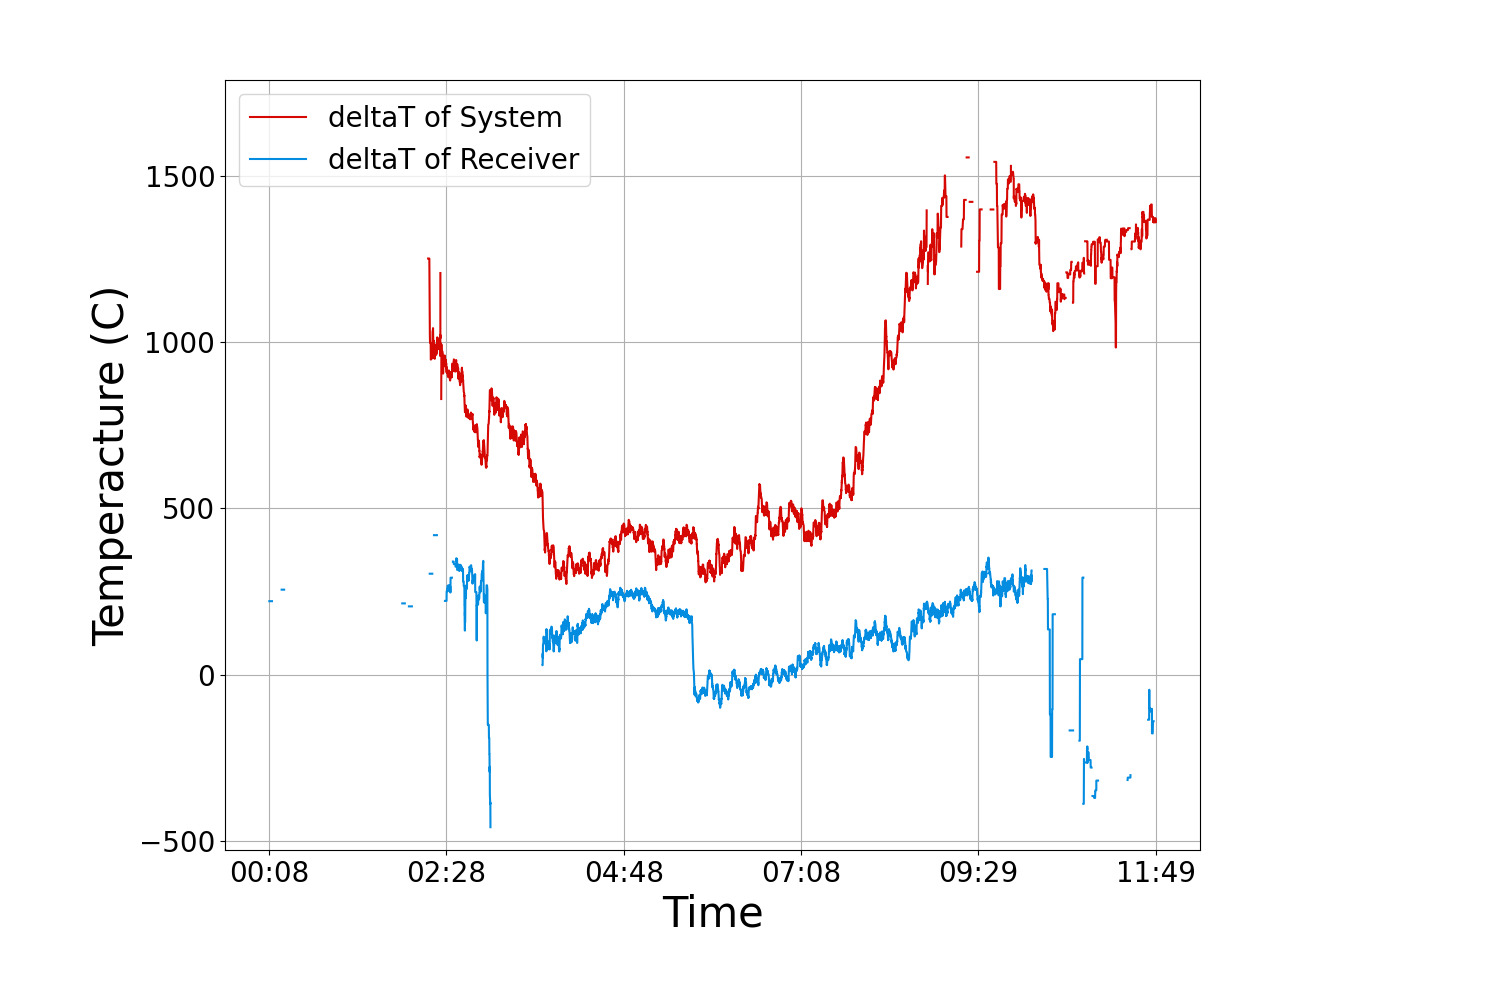 deltaT of System
deltaT of Receiver
1500
1000
500
0
−500
Temperacture (C)
00:08 02:28 04:48 07:08 09:29 11:49
Time